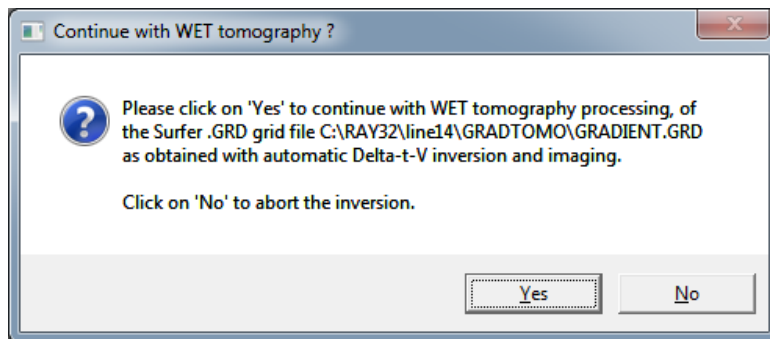 Continue with WET tomography ?
Please click on 'Yes' to continue with WET tomography processing, of
the Surfer .GRD grid file C:\RAY32\line14\GRADTOMO\GRADIENT.GRD
as obtained with automatic Delta-t-V inversion and imaging.
Click on 'No' to abort the inversion.
Yes
No